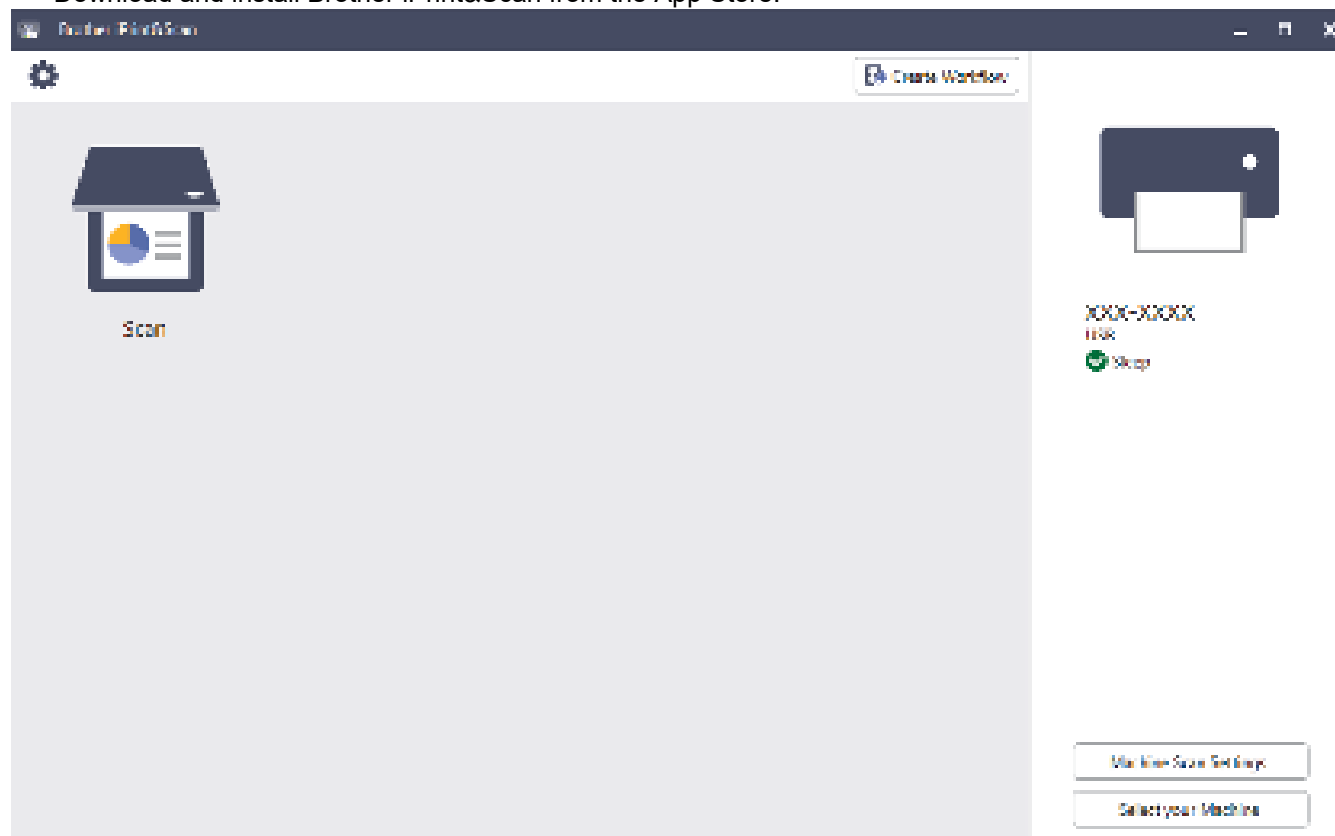 Download and install Brother iPrint&Scan from the App Store.
Brother iPrint&Scan
Create Workflow
Scan
XXX-XXXX
USB
Sleep
Machine Scan Settings
Select your Machine